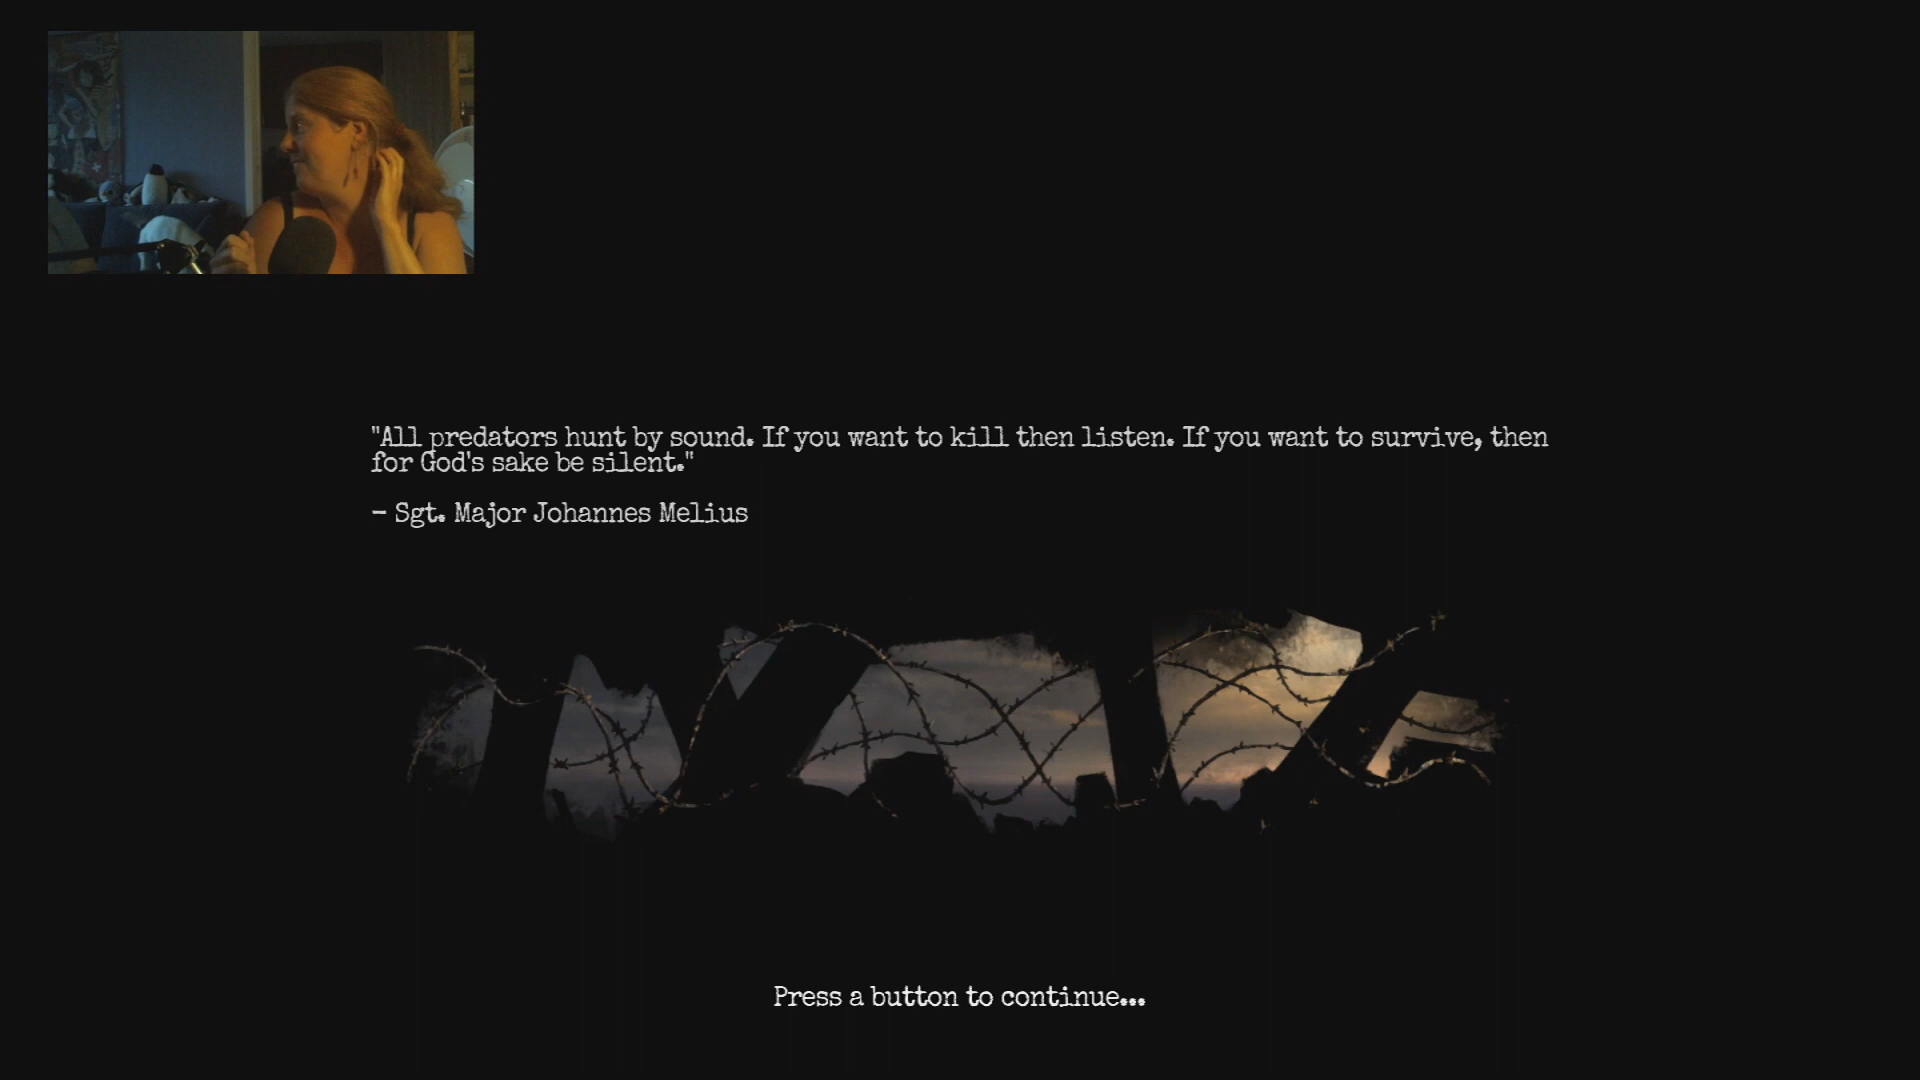 "All predators hunt by sound. If you want to kill then listen. If you want to survive, then
for God's sake be silent."
- Sgt. Major Johannes Melius
Press a button to continue...